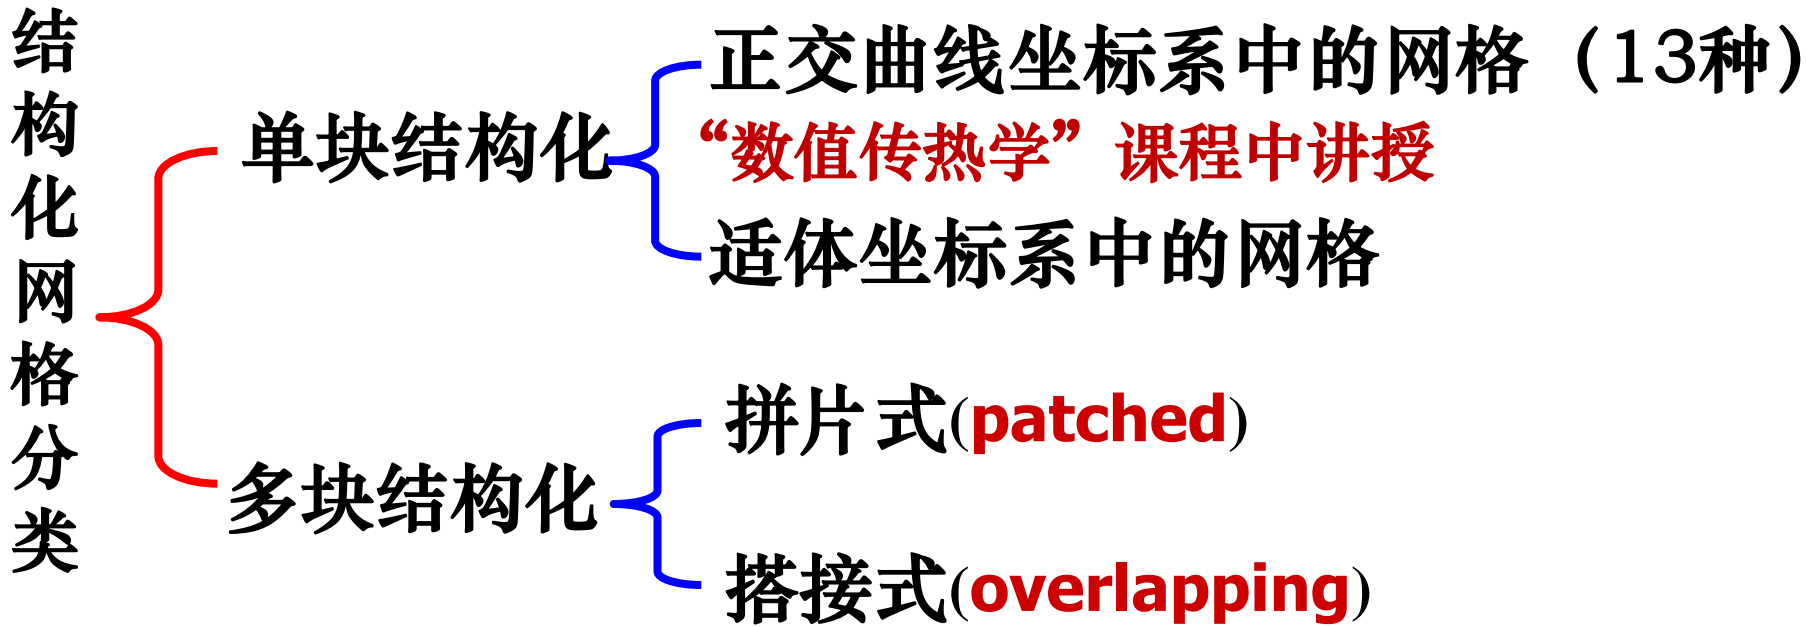 结构化网格分类
单块结构化
正交曲线坐标系中的网格（13种）
“数值传热学”课程中讲授
适体坐标系中的网格
多块结构化
拼片式(patched)
搭接式(overlapping)